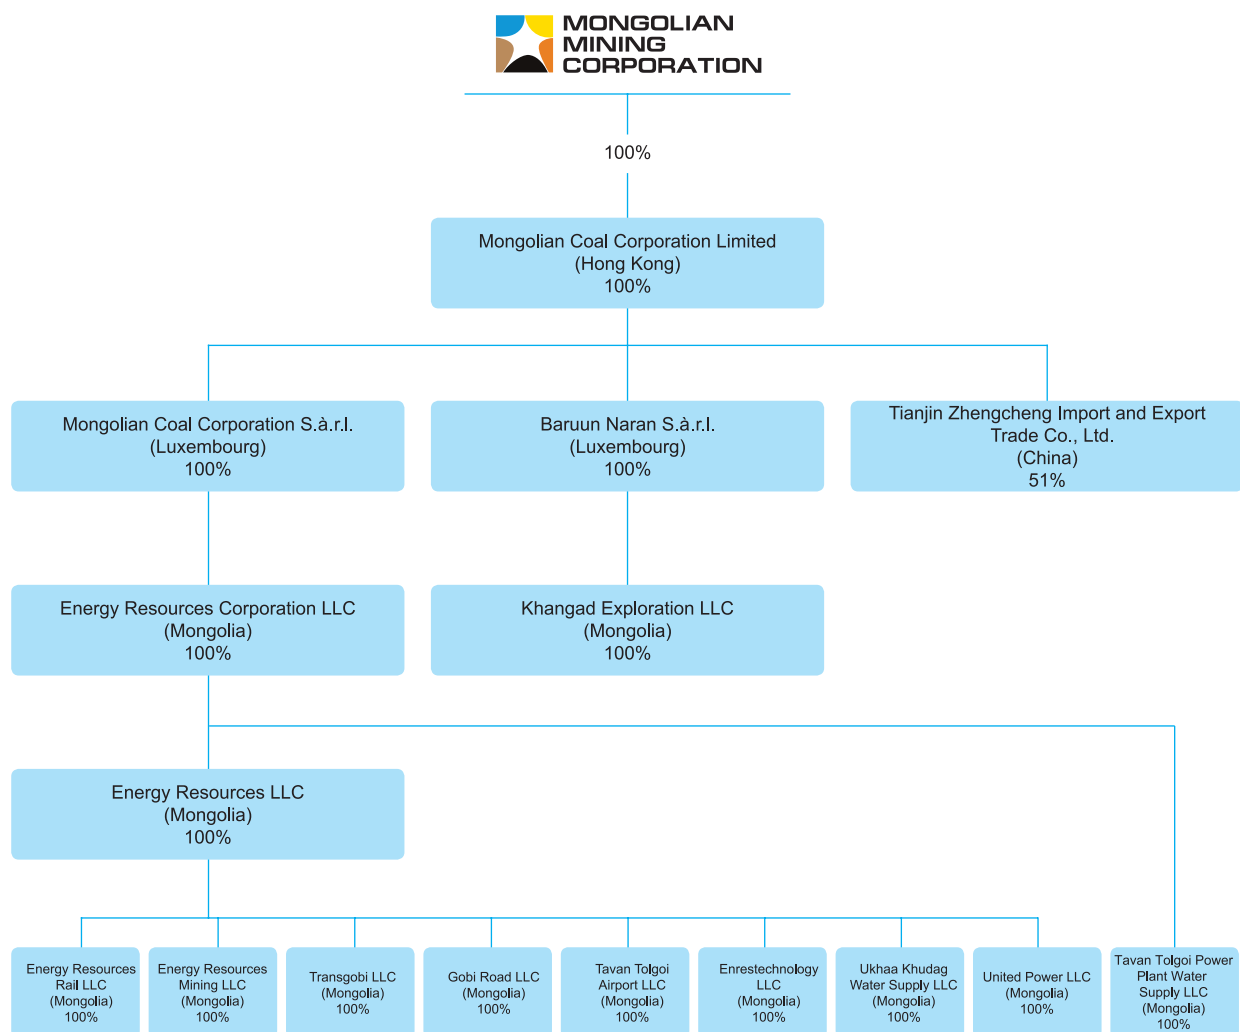 MONGOLIAN
MINING
CORPORATION
100%
Mongolian Coal Corporation Limited
(Hong Kong)
100%
Mongolian Coal Corporation S.à.r.l.
(Luxembourg)
100%
Baruun Naran S.à.r.l.
(Luxembourg)
100%
Tianjin Zhengcheng Import and Export
Trade Co., Ltd.
(China)
51%
Energy Resources Corporation LLC
(Mongolia)
100%
Khangad Exploration LLC
(Mongolia)
100%
Energy Resources LLC
(Mongolia)
100%
Energy Resources
Rail LLC
(Mongolia)
100%
Energy Resources
Mining LLC
(Mongolia)
100%
Transgobi LLC
(Mongolia)
100%
Gobi Road LLC
(Mongolia)
100%
Tavan Tolgoi
Airport LLC
(Mongolia)
100%
Enrestechnology
LLC
(Mongolia)
100%
Ukhaa Khudag
Water Supply LLC
(Mongolia)
100%
United Power LLC
(Mongolia)
100%
Tavan Tolgoi Power
Plant Water
Supply LLC
(Mongolia)
100%